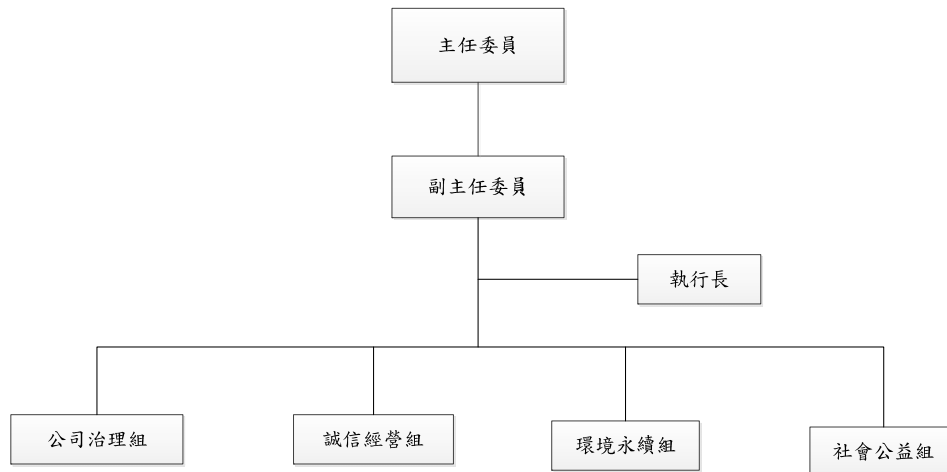 主任委員
副主任委員
執行長
公司治理組
誠信經營組
環境永續組
社會公益組